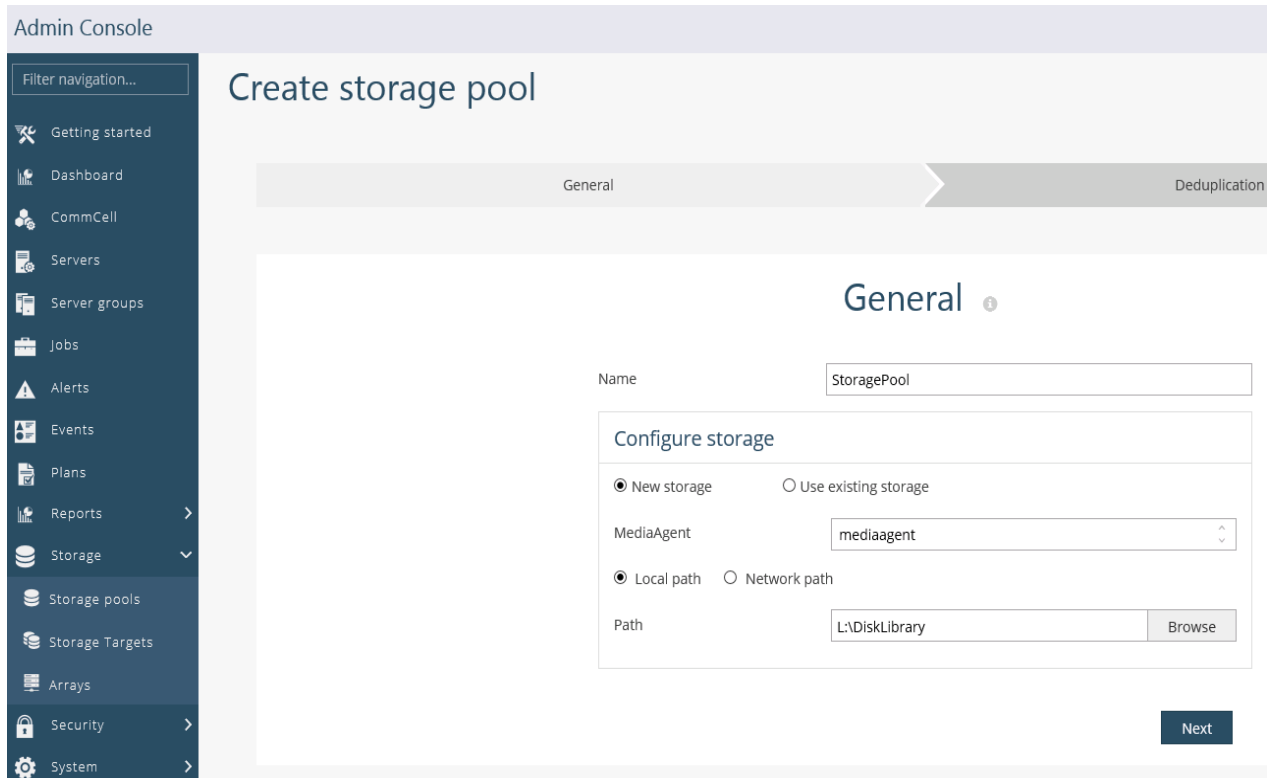 Admin Console
Filter navigation...
Getting started
Dashboard
CommCell
Servers
Server groups
Jobs
Alerts
Events
Plans
Reports
Storage
Storage pools
Storage Targets
Arrays
Security
System
Create storage pool
General
Deduplication
General
Name
StoragePool
Configure storage
New storage Use existing storage
MediaAgent
mediaagent
Local path Network path
Path
L:\DiskLibrary
Browse
Next